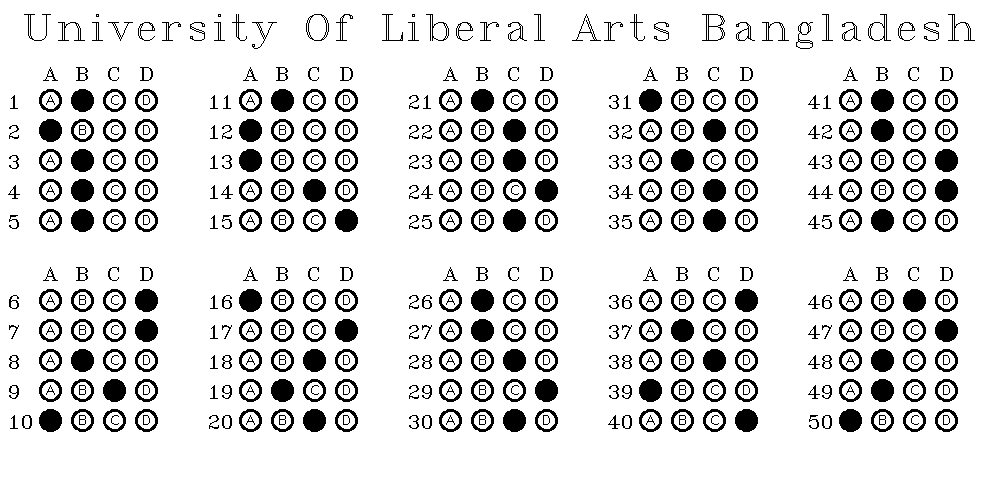 University Of Liberal Arts Bangladesh
A B C D A B C D A B C D A B C D A B C D
1 A C D 11 A C D 21 A C D 31 B C D 41 A C D
2 B C D 12 B C D 22 A B D 32 A B D 42 A C D
3 A C D 13 B C D 23 A B D 33 A C D 43 A B C
4 A C D 14 A B D 24 A B C 34 A B D 44 A B C
5 A C D 15 A B C 25 A B D 35 A B D 45 A C D
A B C D A B C D A B C D A B C D A B C D
6 A B C 16 B C D 26 A C D 36 A B C 46 A B D
7 A B C 17 A B C 27 A C D 37 A C D 47 A B C
8 A C D 18 A B D 28 A B D 38 A B D 48 A C D
9 A B D 19 A C D 29 A B C 39 B C D 49 A C D
10 B C D 20 A B D 30 A B D 40 A B C 50 B C D